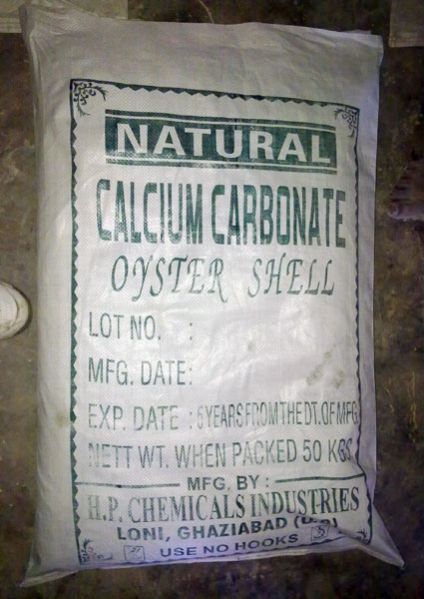 NATURAL
CALCIUM CARBONATE
OYSTER SHELL
LOT NO. :
MFG. DATE:
EXP. DATE : 5 YEARS FROM THE DT. OF MFG
NETT WT. WHEN PACKED 50 KGS
MFG. BY :
H.P. CHEMICALS INDUSTRIES
LONI, GHAZIABAD (U.P.)
USE NO HOOKS